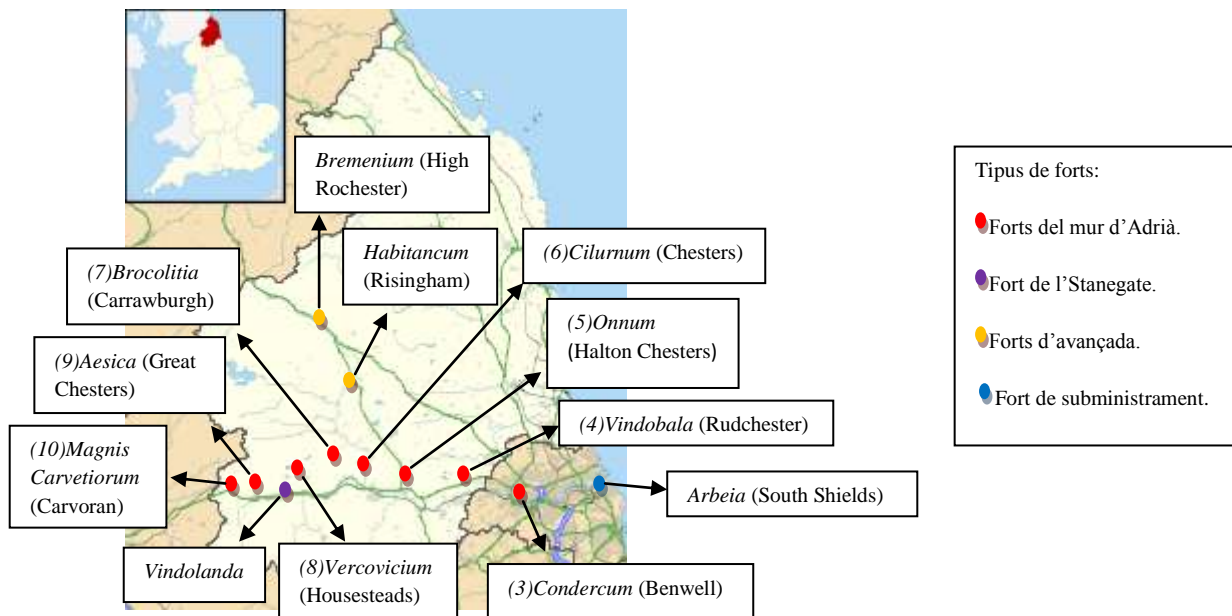 Bremenium (High
Rochester)
Habitancum
(Risingham)
(6)Cilurnum (Chesters)
(7)Brocolitia
(Carrawburgh)
(5)Onnum
(Halton Chesters)
(9)Aesica (Great
Chesters)
(4)Vindobala (Rudchester)
(10)Magnis
Carvetiorum
(Carvoran)
Arbeia (South Shields)
Vindolanda
(8)Vercovicium
(Housesteads)
(3)Condercum (Benwell)
Tipus de forts:
Forts del mur d’Adrià.
Fort de l’Stanegate.
Forts d’avançada.
Fort de subministrament.